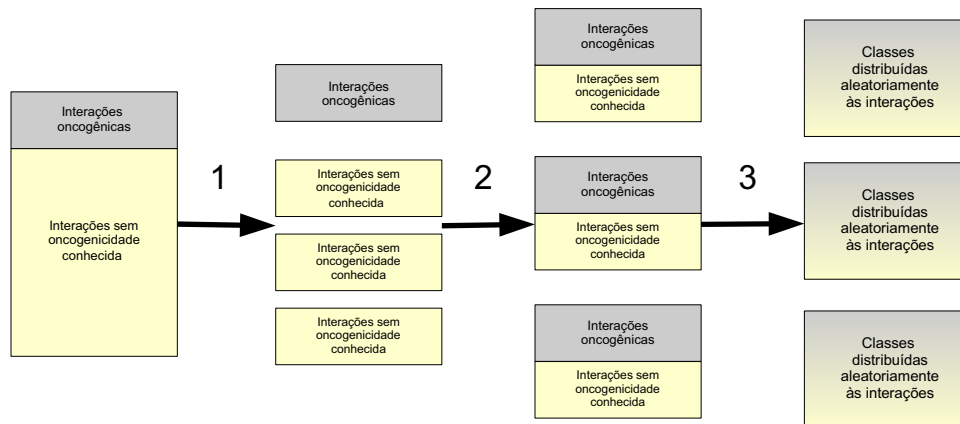 Interações
oncogênicas
Interações sem
oncogenicidade
conhecida
1
Interações
oncogênicas
Interações sem
oncogenicidade
conhecida
Interações sem
oncogenicidade
conhecida
Interações sem
oncogenicidade
conhecida
2
Interações
oncogênicas
Interações sem
oncogenicidade
conhecida
Interações
oncogênicas
Interações sem
oncogenicidade
conhecida
Interações
oncogênicas
Interações sem
oncogenicidade
conhecida
3
Classes
distribuídas
aleatoriamente
às interações
Classes
distribuídas
aleatoriamente
às interações
Classes
distribuídas
aleatoriamente
às interações